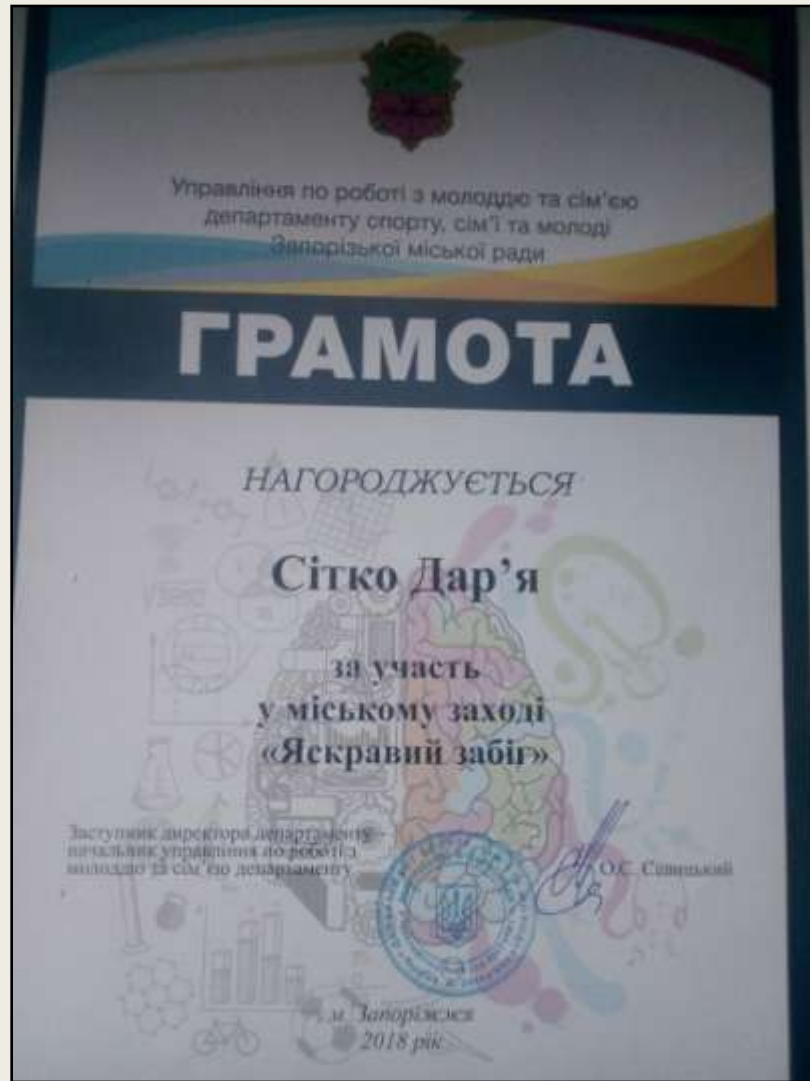 Управління по роботі з молоддю та сім'єю
департаменту спорту, сім'ї та молоді
Запорізької міської ради
ГРАМОТА
НАГОРОДЖУЄТЬСЯ
Сітко Дар'я
за участь
у міському заході
«Яскравий забіг»
Заступник директора департаменту –
начальник управління по роботі з
молоддю та сім'єю департаменту
О.С.
м. Запоріжжя
2018 рік